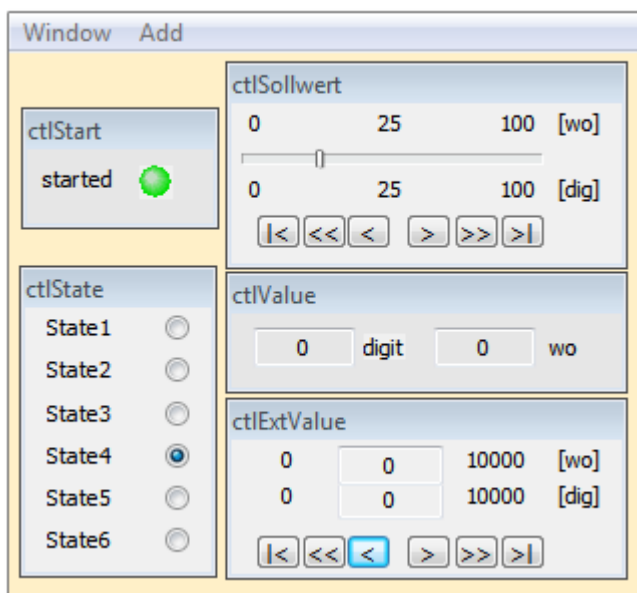 Window Add
ctlStart
started
ctlState
State1
State2
State3
State4
State5
State6
ctlSollwert
0 25 100 [wo]
0 25 100 [dig]
|< << < > >> >|
ctlValue
0 digit 0 wo
ctlExtValue
0 0 10000 [wo]
0 0 10000 [dig]
|< << < > >> >|